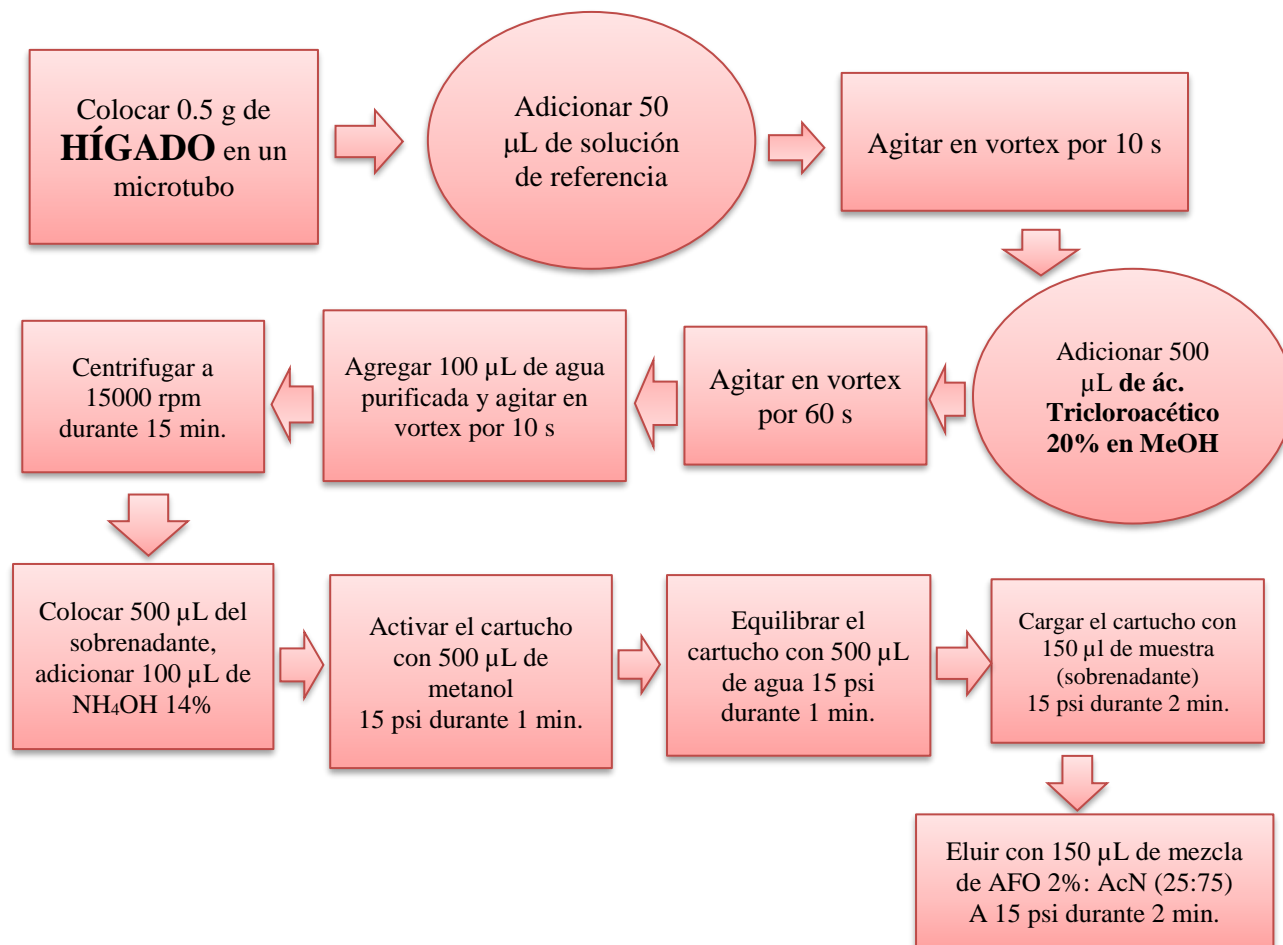 Colocar 0.5 g de
HÍGADO en un
microtubo
Adicionar 50
µL de solución
de referencia
Agitar en vortex por 10 s
Adicionar 500
µL de ác.
Tricloroacético
20% en MeOH
Agitar en vortex
por 60 s
Agregar 100 µL de agua
purificada y agitar en
vortex por 10 s
Centrifugar a
15000 rpm
durante 15 min.
Colocar 500 µL del
sobrenadante,
adicionar 100 µL de
NH₄OH 14%
Activar el cartucho
con 500 µL de
metanol
15 psi durante 1 min.
Equilibrar el
cartucho con 500 µL
de agua 15 psi
durante 1 min.
Cargar el cartucho con
150 µl de muestra
(sobrenadante)
15 psi durante 2 min.
Eluir con 150 µL de mezcla
de AFO 2%: AcN (25:75)
A 15 psi durante 2 min.